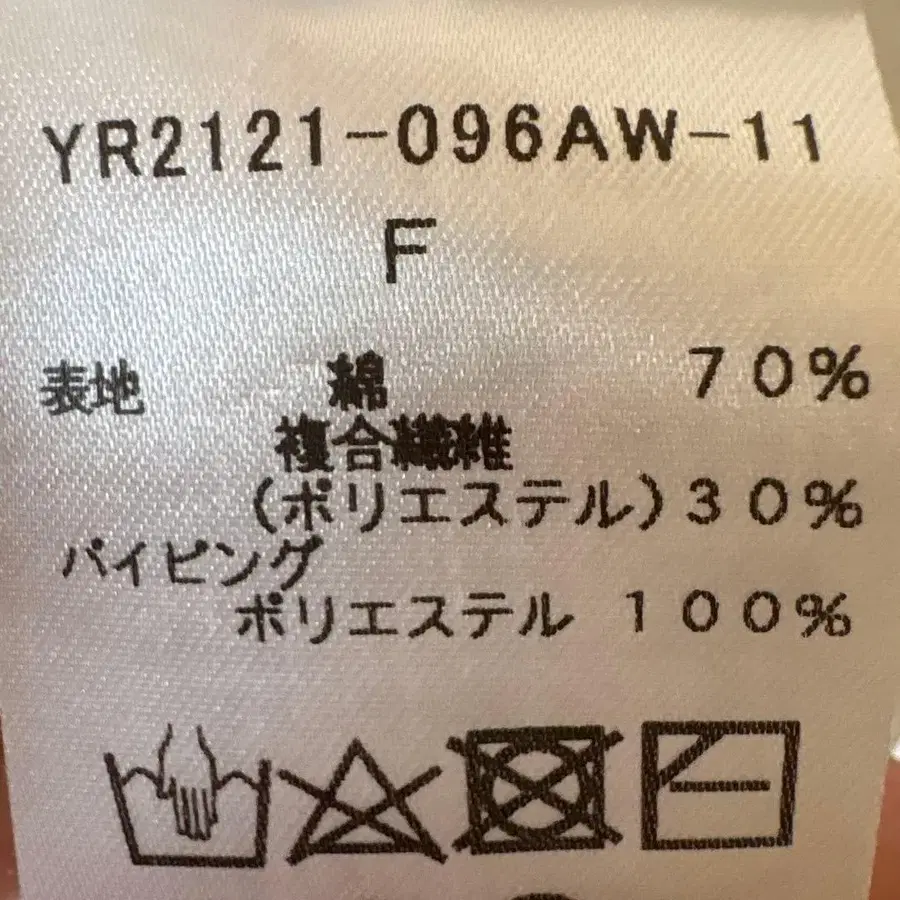 YR2121-096AW-11
F
表地 綿 70%
複合繊維
(ポリエステル)30%
パイピング
ポリエステル 100%